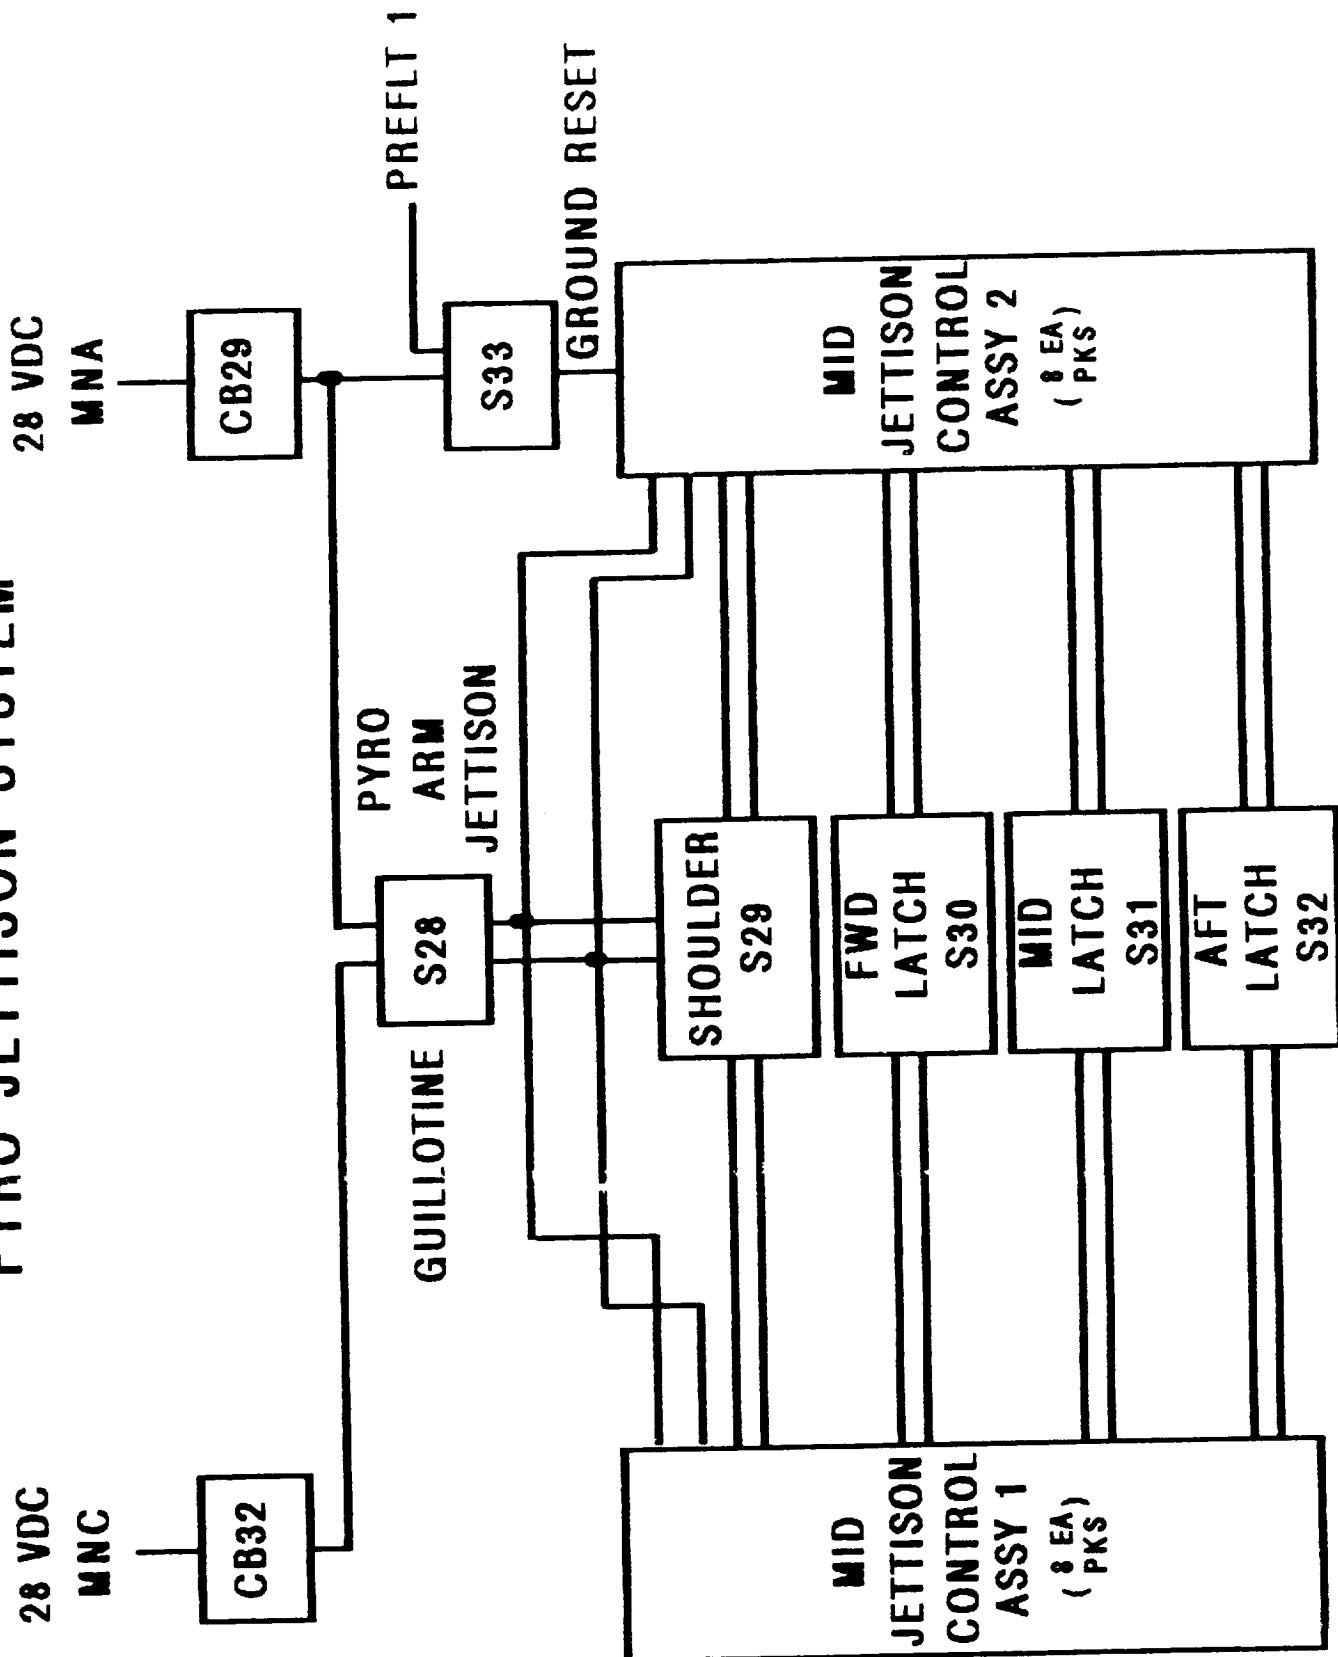 PYRO JETTISON SYSTEM
28 VDC
MNC
28 VDC
MNA
CB32
CB29
PREFLT 1
PYRO
ARM
JETTISON
GUILLOTINE
S28
S33
GROUND RESET
MID
JETTISON
CONTROL
ASSY 1
( 8 EA )
PKS
SHOULDER
S29
FWD
LATCH
S30
MID
LATCH
S31
AFT
LATCH
S32
MID
JETTISON
CONTROL
ASSY 2
( 8 EA )
PKS